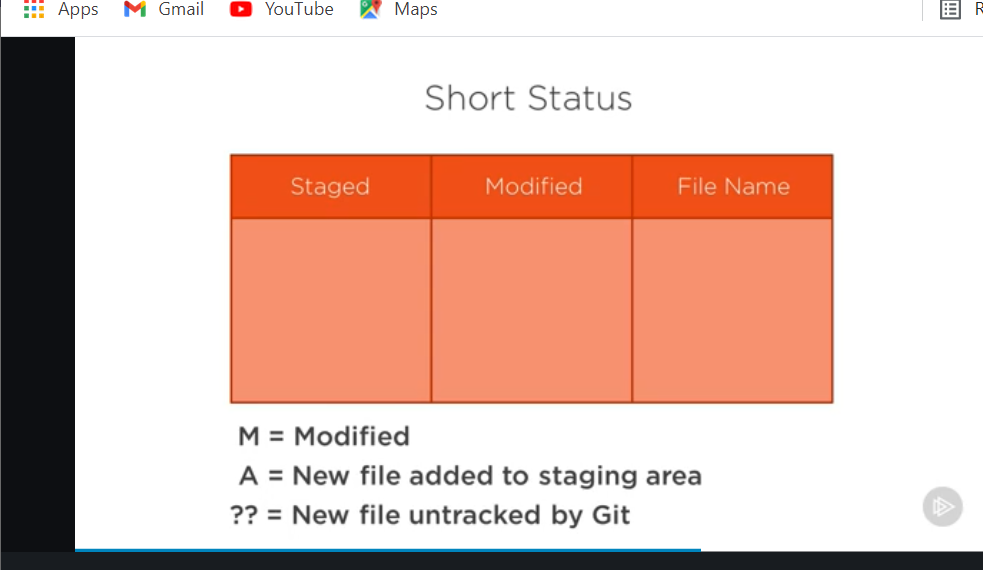 Apps Gmail YouTube Maps
Short Status
Staged Modified File Name
M = Modified
A = New file added to staging area
?? = New file untracked by Git